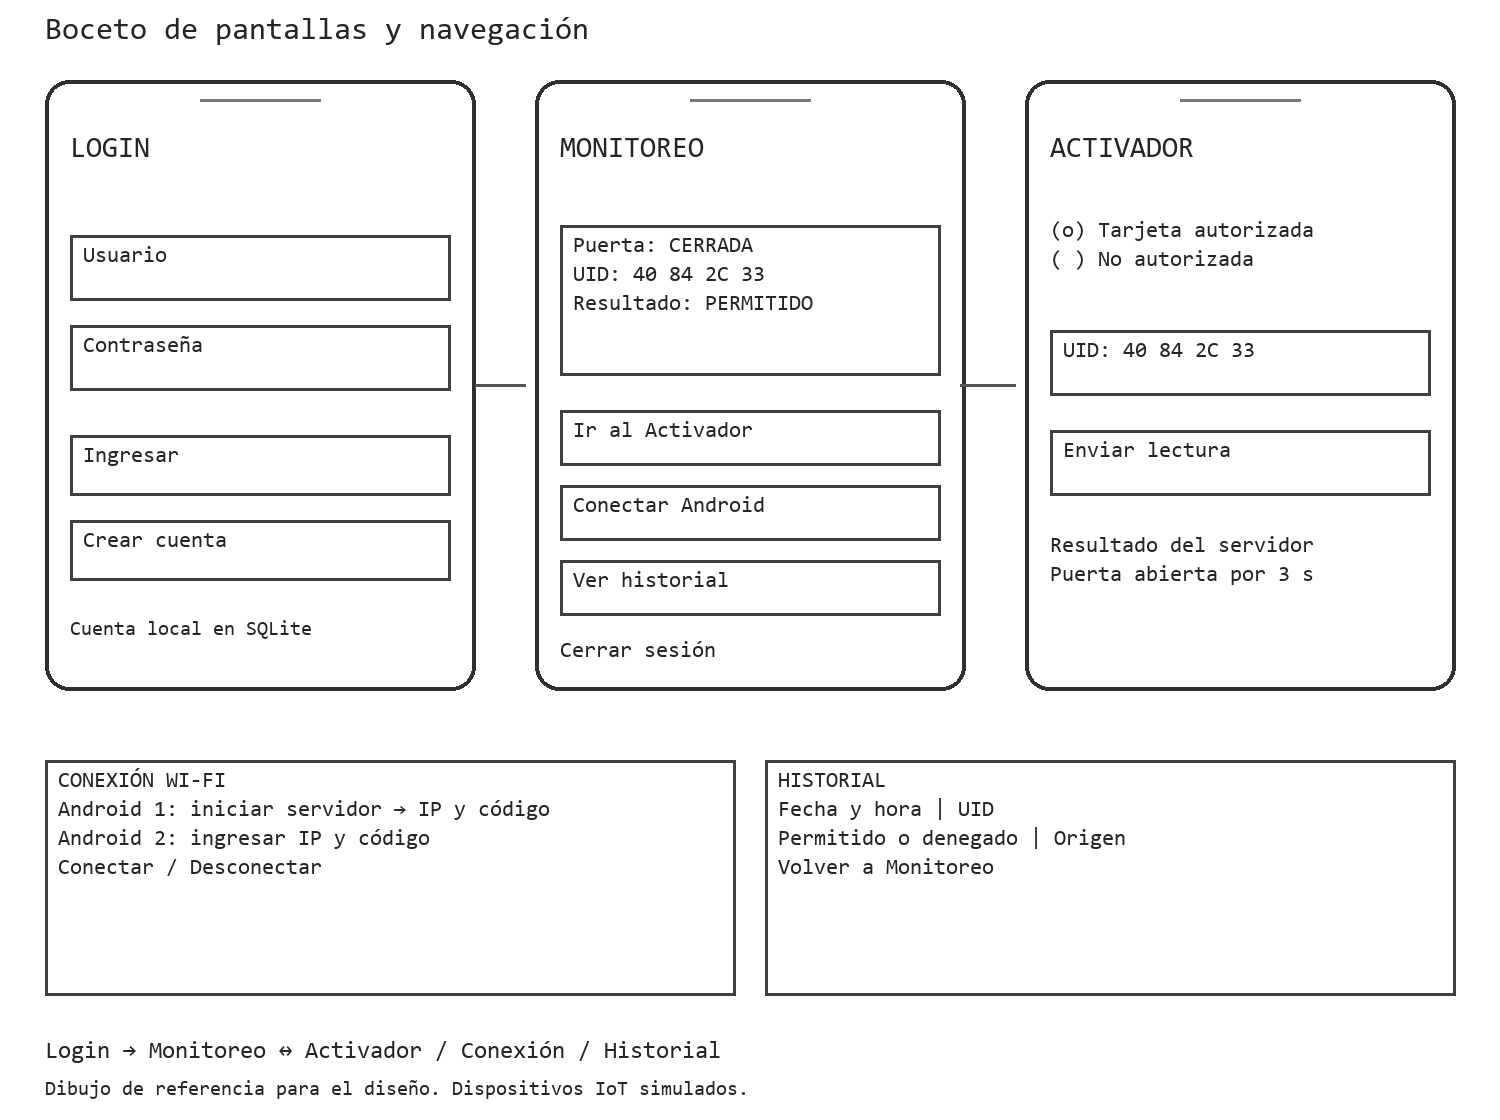 Boceto de pantallas y navegación
LOGIN
Usuario
Contraseña
Ingresar
Crear cuenta
Cuenta local en SQLite
MONITOREO
Puerta: CERRADA
UID: 40 84 2C 33
Resultado: PERMITIDO
Ir al Activador
Conectar Android
Ver historial
Cerrar sesión
ACTIVADOR
(o) Tarjeta autorizada
( ) No autorizada
UID: 40 84 2C 33
Enviar lectura
Resultado del servidor
Puerta abierta por 3 s
CONEXIÓN WI-FI
Android 1: iniciar servidor → IP y código
Android 2: ingresar IP y código
Conectar / Desconectar
HISTORIAL
Fecha y hora | UID
Permitido o denegado | Origen
Volver a Monitoreo
Login → Monitoreo ↔ Activador / Conexión / Historial
Dibujo de referencia para el diseño. Dispositivos IoT simulados.